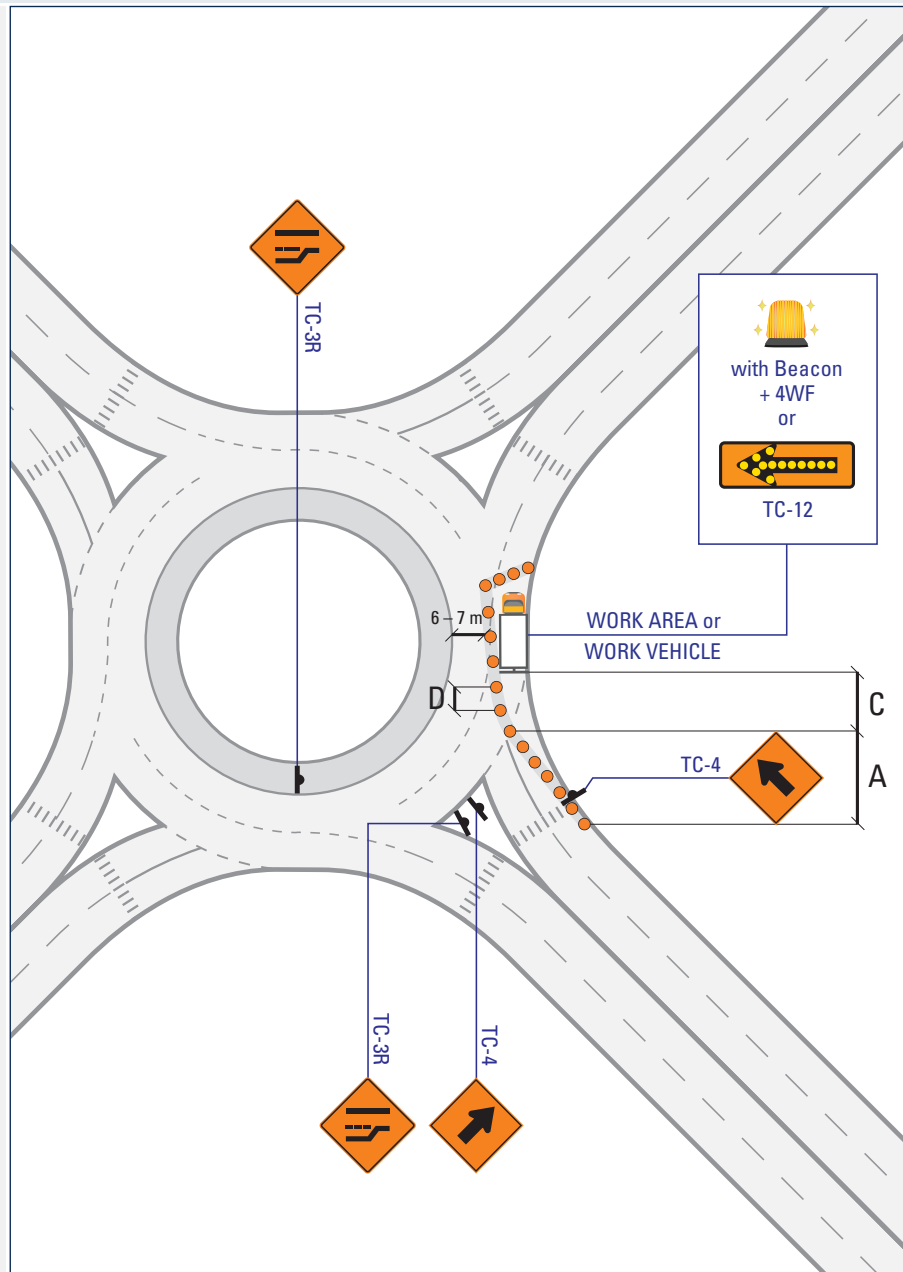 TC-3R
with Beacon
+ 4WF
or
TC-12
6 – 7 m
WORK AREA or
WORK VEHICLE
D
C
TC-4
A
TC-3R
TC-4